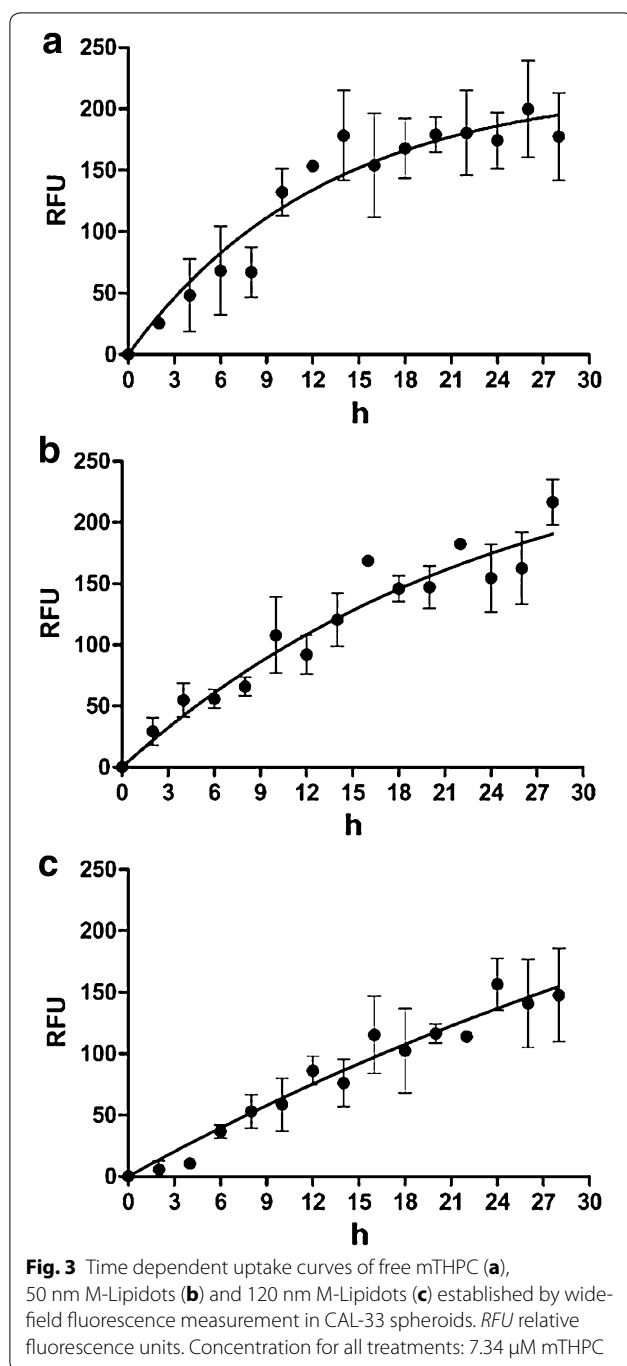 a
250
200
150
100
50
0
RFU
0 3 6 9 12 15 18 21 24 27 30
h
b
250
200
150
100
50
0
RFU
0 3 6 9 12 15 18 21 24 27 30
h
c
250
200
150
100
50
0
RFU
0 3 6 9 12 15 18 21 24 27 30
h
Fig. 3 Time dependent uptake curves of free mTHPC (a),
50 nm M-Lipidots (b) and 120 nm M-Lipidots (c) established by wide-
field fluorescence measurement in CAL-33 spheroids. RFU relative
fluorescence units. Concentration for all treatments: 7.34 µM mTHPC